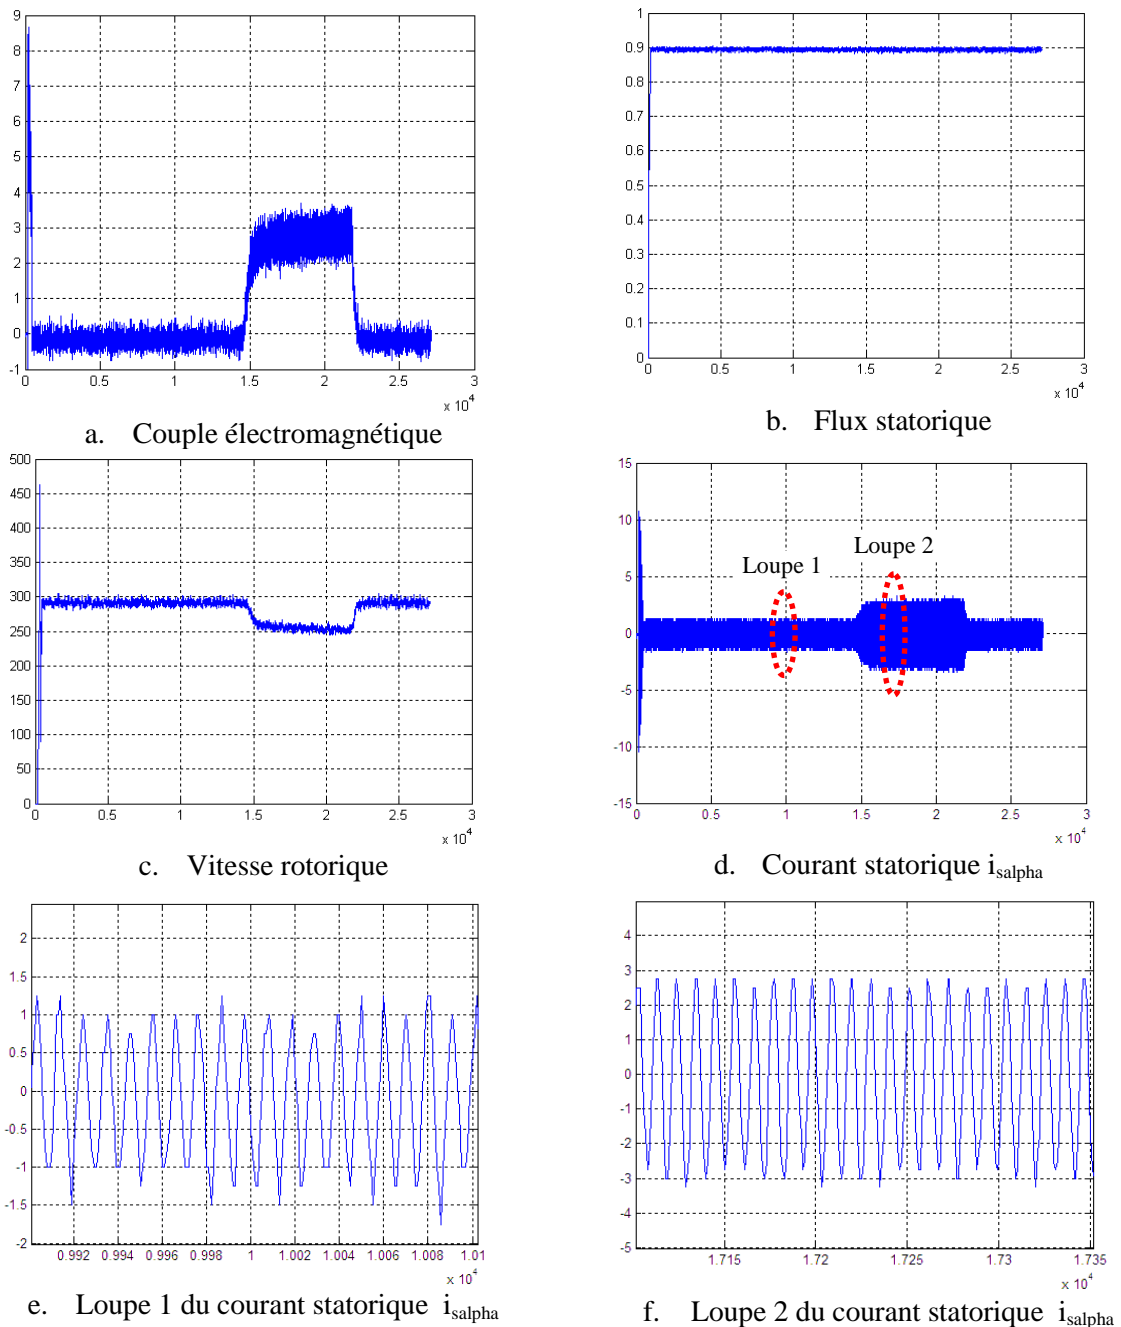 9
8
7
6
5
4
3
2
1
0
-1
0 0.5 1 1.5 2 2.5 3
x 10^4
a. Couple électromagnétique
1
0.9
0.8
0.7
0.6
0.5
0.4
0.3
0.2
0.1
0
0 0.5 1 1.5 2 2.5 3
x 10^4
b. Flux statorique
500
450
400
350
300
250
200
150
100
50
0
0 0.5 1 1.5 2 2.5 3
x 10^4
c. Vitesse rotorique
15
10
5
0
-5
-10
-15
Loupe 1
Loupe 2
0 0.5 1 1.5 2 2.5 3
x 10^4
d. Courant statorique i_salpha
2
1.5
1
0.5
0
-0.5
-1
-1.5
-2
0.992 0.994 0.996 0.998 1 1.002 1.004 1.006 1.008 1.01
x 10^4
e. Loupe 1 du courant statorique i_salpha
4
3
2
1
0
-1
-2
-3
-4
-5
1.715 1.72 1.725 1.73 1.735
x 10^4
f. Loupe 2 du courant statorique i_salpha